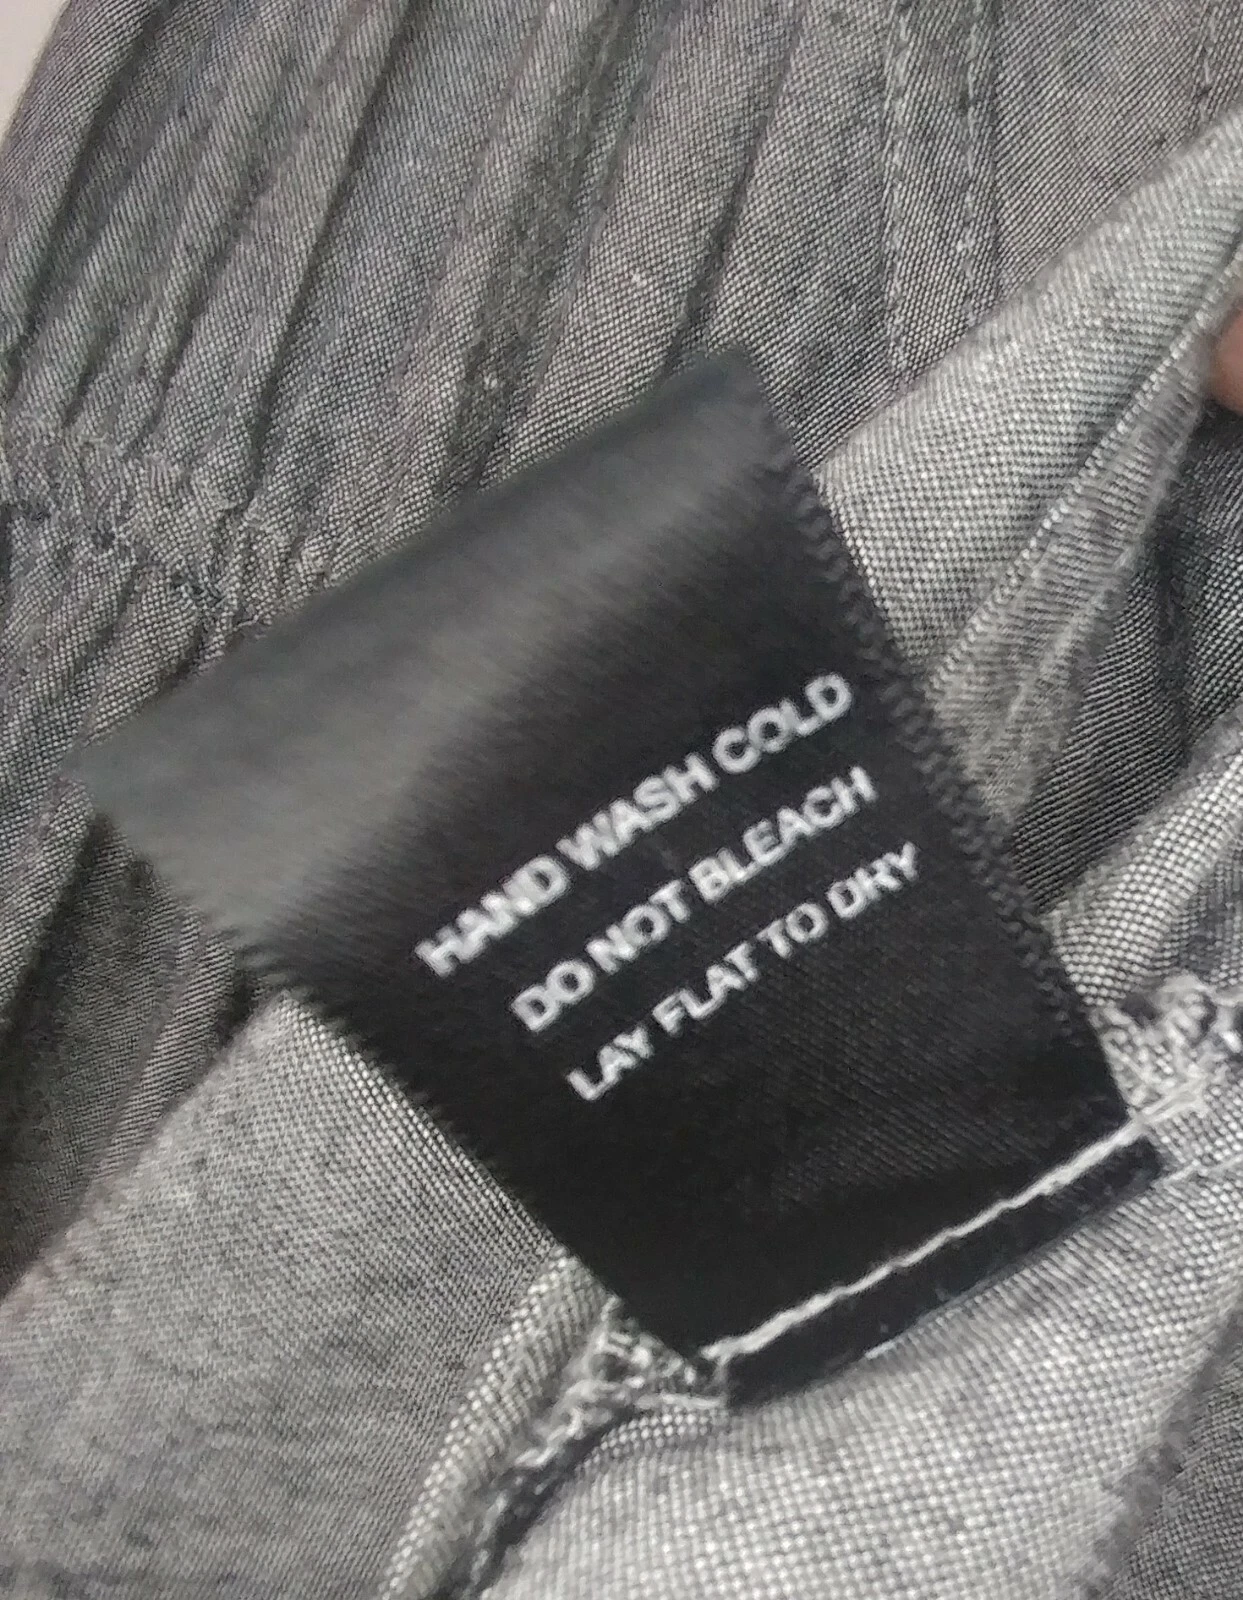 HAND WASH COLD
DO NOT BLEACH
LAY FLAT TO DRY